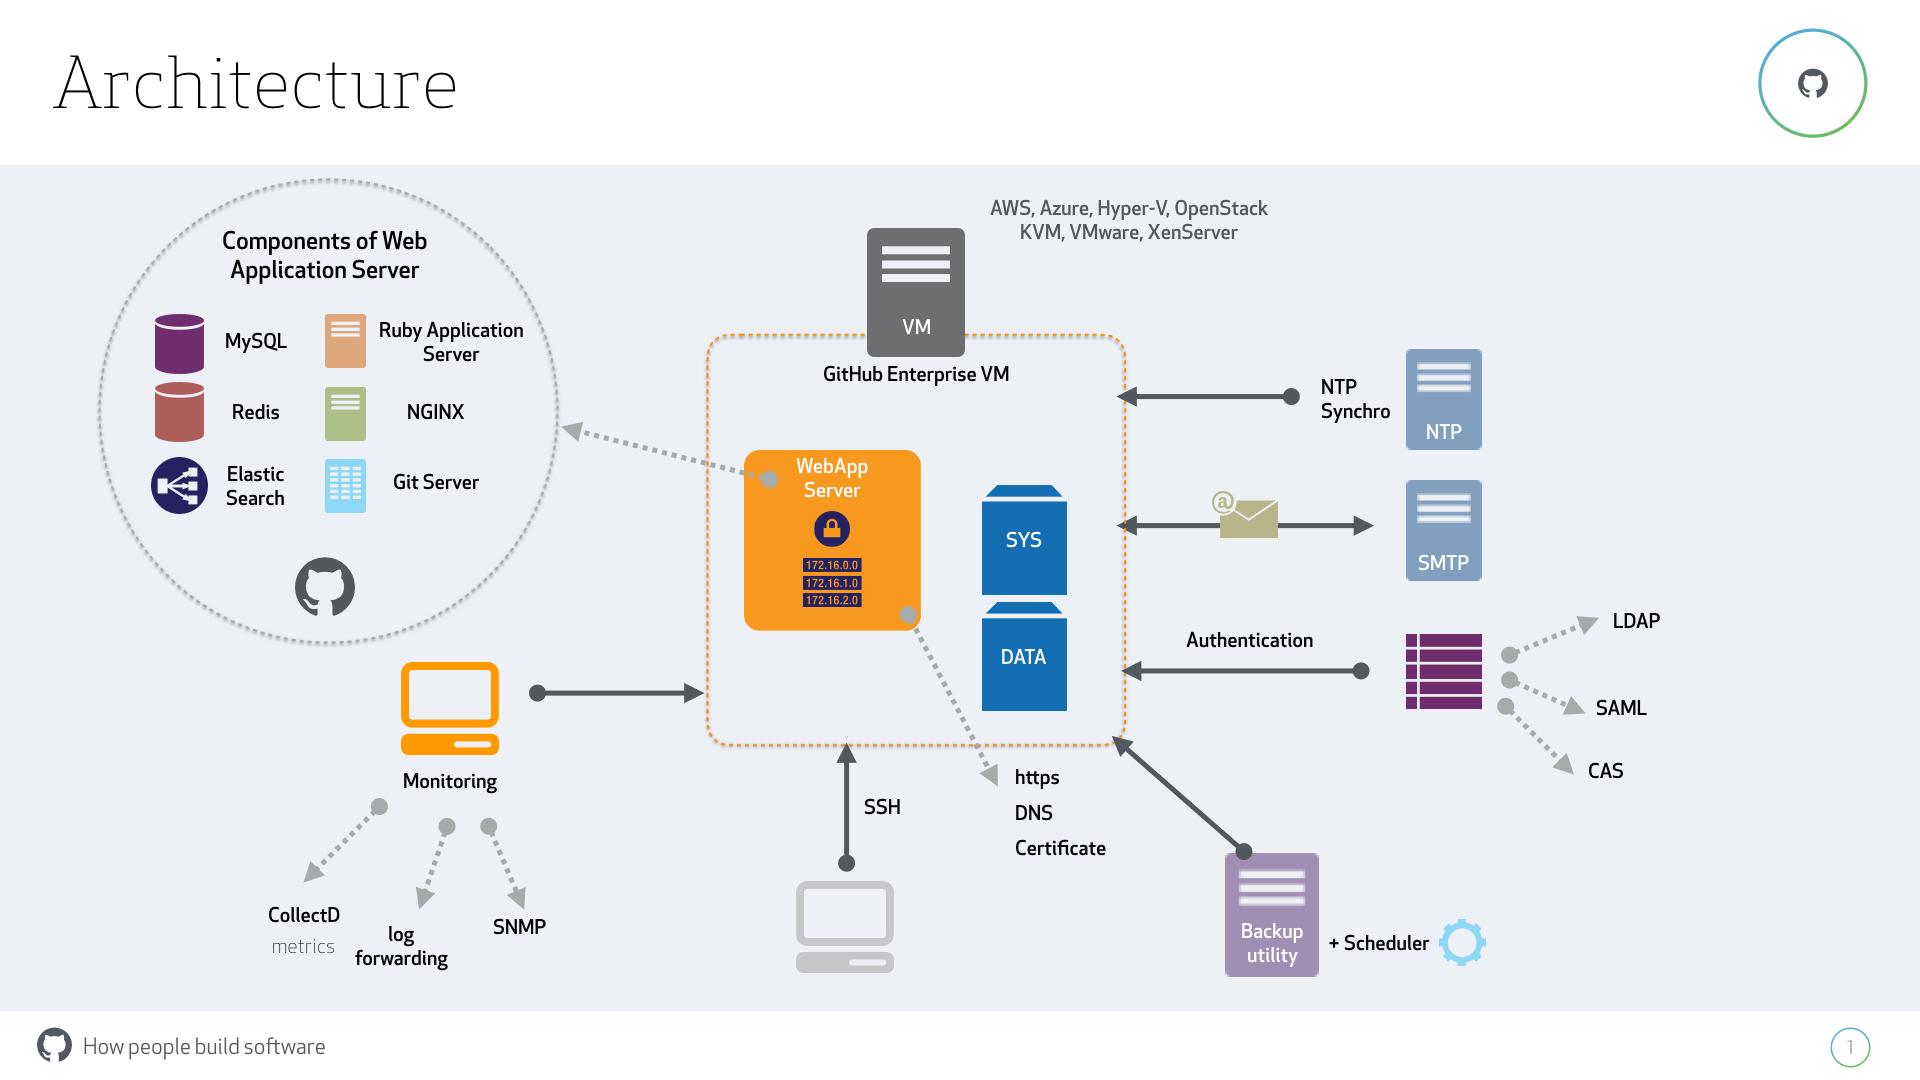 Architecture
AWS, Azure, Hyper-V, OpenStack
KVM, VMware, XenServer
Components of Web
Application Server
MySQL
Ruby Application
Server
Redis
NGINX
Elastic
Search
Git Server
VM
GitHub Enterprise VM
WebApp
Server
172.16.0.0
172.16.1.0
172.16.2.0
SYS
DATA
NTP
Synchro
NTP
@
SMTP
Authentication
LDAP
SAML
CAS
Monitoring
CollectD
metrics
log
forwarding
SNMP
SSH
https
DNS
Certificate
Backup
utility
+ Scheduler
How people build software
1